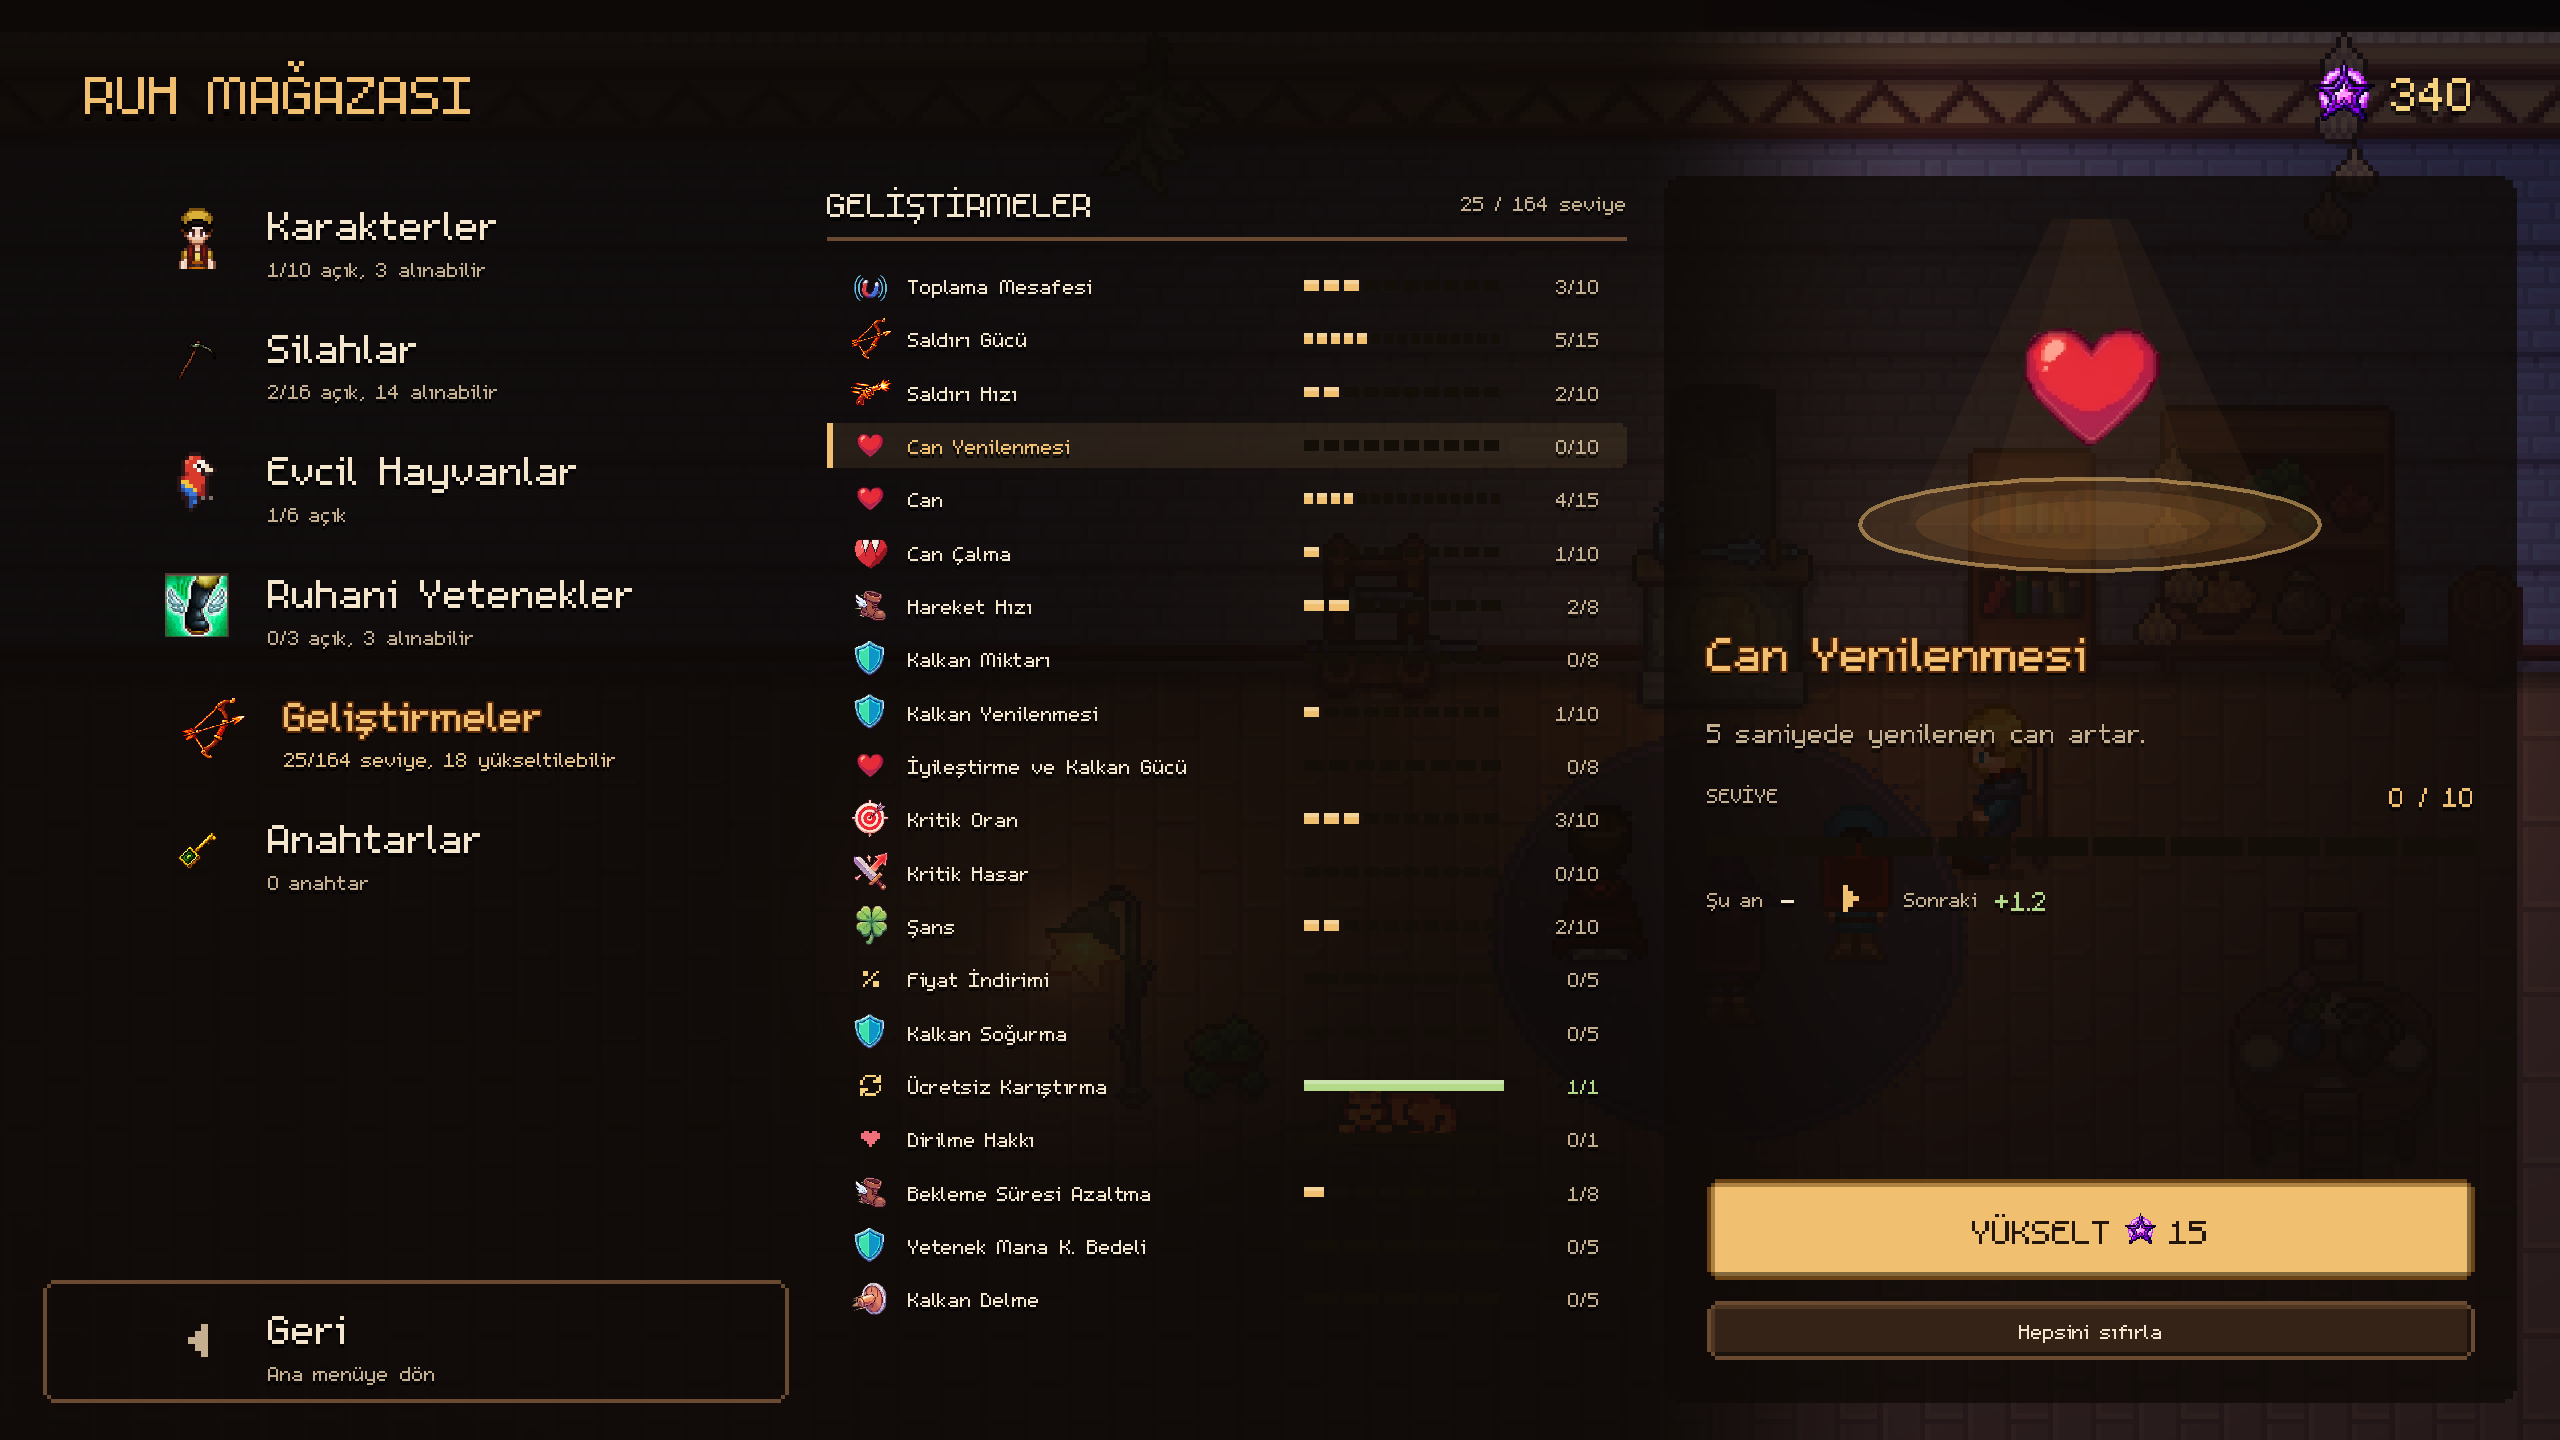 RUH MAĞAZASI
340
Karakterler
1/10 açık, 3 alınabilir
Silahlar
2/16 açık, 14 alınabilir
Evcil Hayvanlar
1/6 açık
Ruhani Yetenekler
0/3 açık, 3 alınabilir
Geliştirmeler
25/164 seviye, 18 yükseltilebilir
Anahtarlar
0 anahtar
Geri
Ana menüye dön
GELİŞTİRMELER 25 / 164 seviye
Toplama Mesafesi 3/10
Saldırı Gücü 5/15
Saldırı Hızı 2/10
Can Yenilenmesi 0/10
Can 4/15
Can Çalma 1/10
Hareket Hızı 2/8
Kalkan Miktarı 0/8
Kalkan Yenilenmesi 1/10
İyileştirme ve Kalkan Gücü 0/8
Kritik Oran 3/10
Kritik Hasar 0/10
Şans 2/10
Fiyat İndirimi 0/5
Kalkan Soğurma 0/5
Ücretsiz Karıştırma 1/1
Dirilme Hakkı 0/1
Bekleme Süresi Azaltma 1/8
Yetenek Mana K. Bedeli 0/5
Kalkan Delme 0/5
Can Yenilenmesi
5 saniyede yenilenen can artar.
SEVİYE 0 / 10
Şu an – Sonraki +1.2
YÜKSELT 15
Hepsini sıfırla